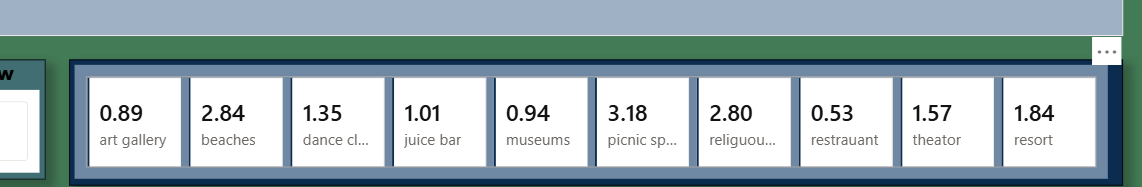 w
0.89 2.84 1.35 1.01 0.94 3.18 2.80 0.53 1.57 1.84
art gallery beaches dance cl... juice bar museums picnic sp... religuou... restrauant theator resort